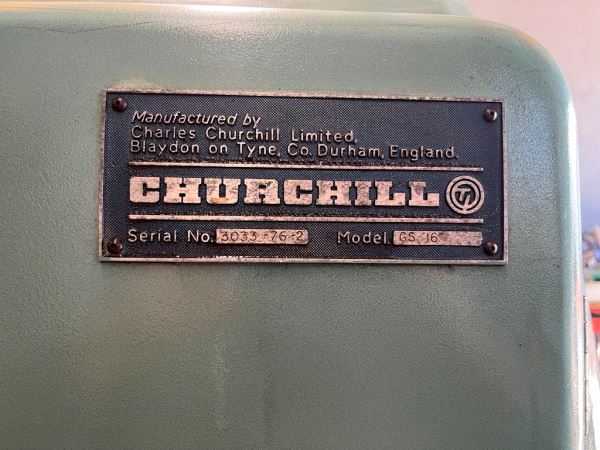 Manufactured by
Charles Churchill Limited,
Blaydon on Tyne, Co. Durham, England.
CHURCHILL TI
Serial No. 3033-76-2 Model. GS 16